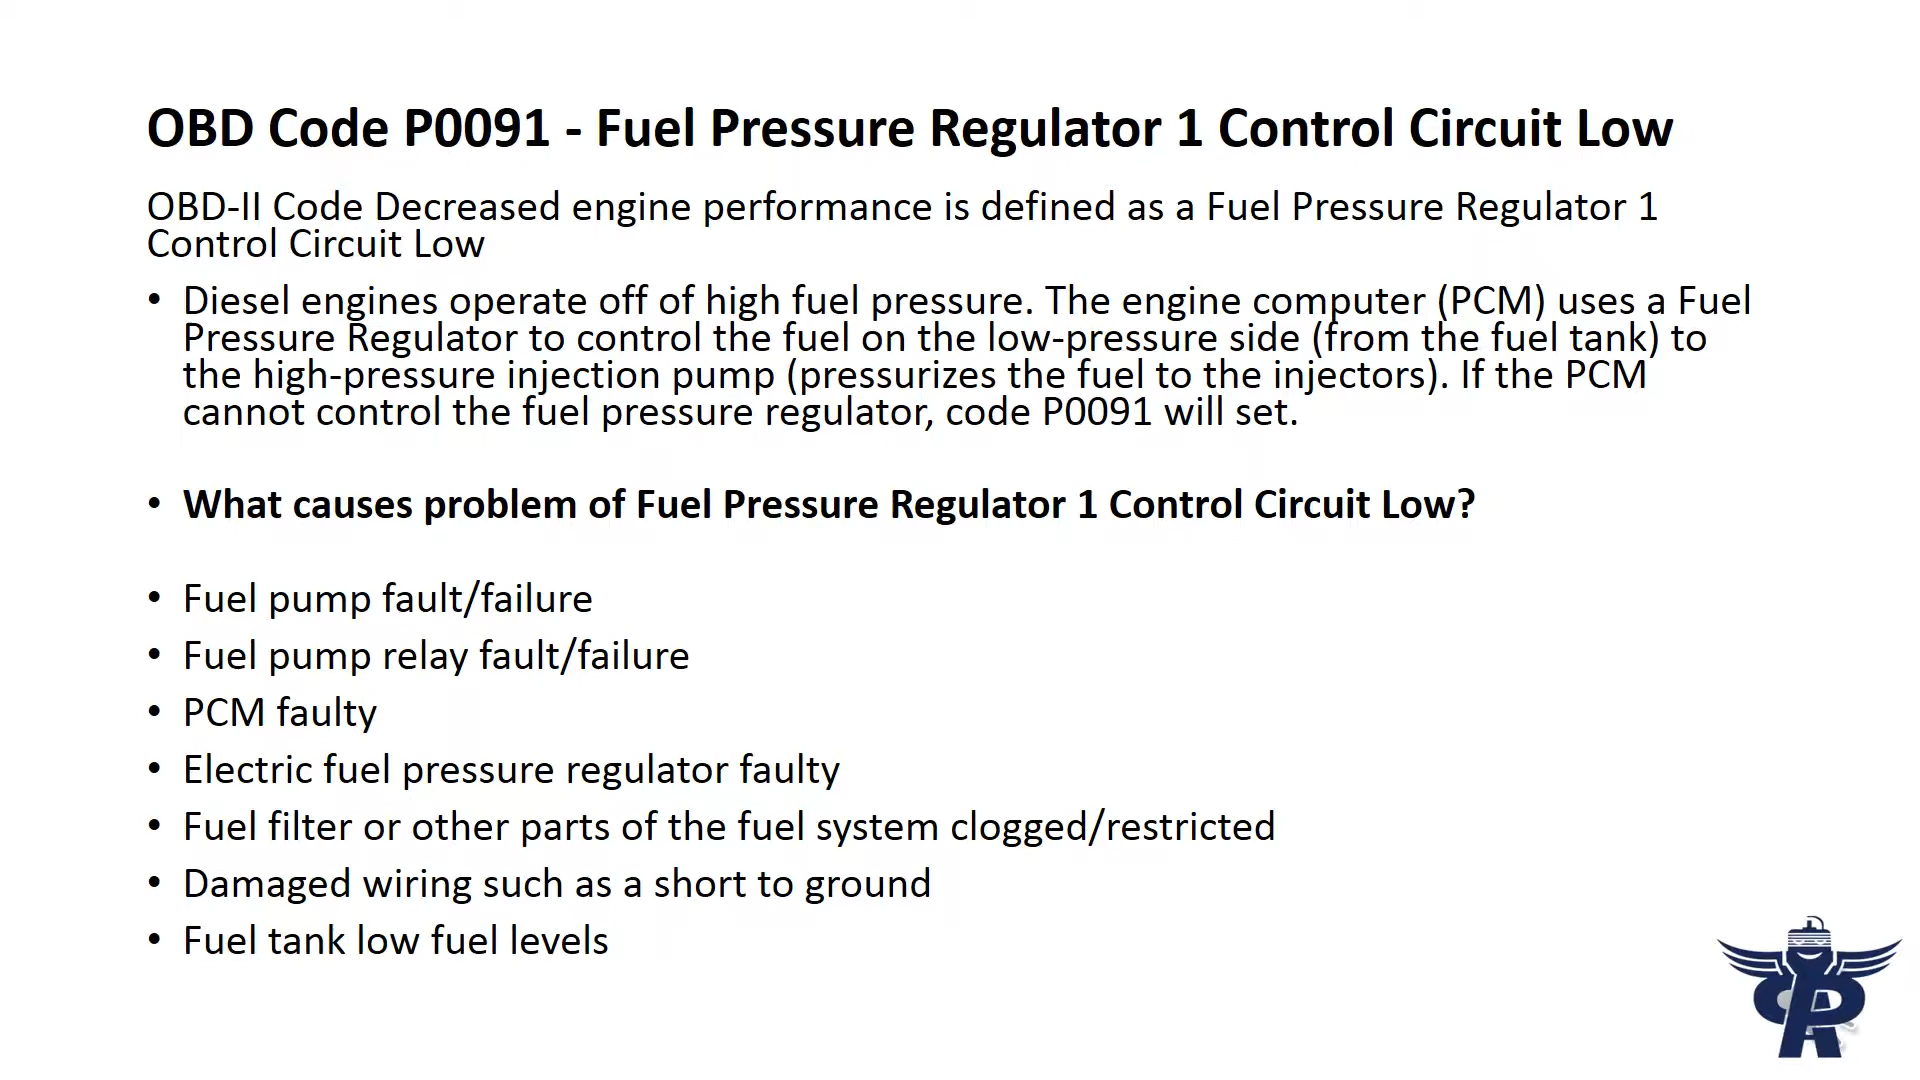 OBD Code P0091 - Fuel Pressure Regulator 1 Control Circuit Low
OBD-II Code Decreased engine performance is defined as a Fuel Pressure Regulator 1
Control Circuit Low
• Diesel engines operate off of high fuel pressure. The engine computer (PCM) uses a Fuel
Pressure Regulator to control the fuel on the low-pressure side (from the fuel tank) to
the high-pressure injection pump (pressurizes the fuel to the injectors). If the PCM
cannot control the fuel pressure regulator, code P0091 will set.
• What causes problem of Fuel Pressure Regulator 1 Control Circuit Low?
• Fuel pump fault/failure
• Fuel pump relay fault/failure
• PCM faulty
• Electric fuel pressure regulator faulty
• Fuel filter or other parts of the fuel system clogged/restricted
• Damaged wiring such as a short to ground
• Fuel tank low fuel levels